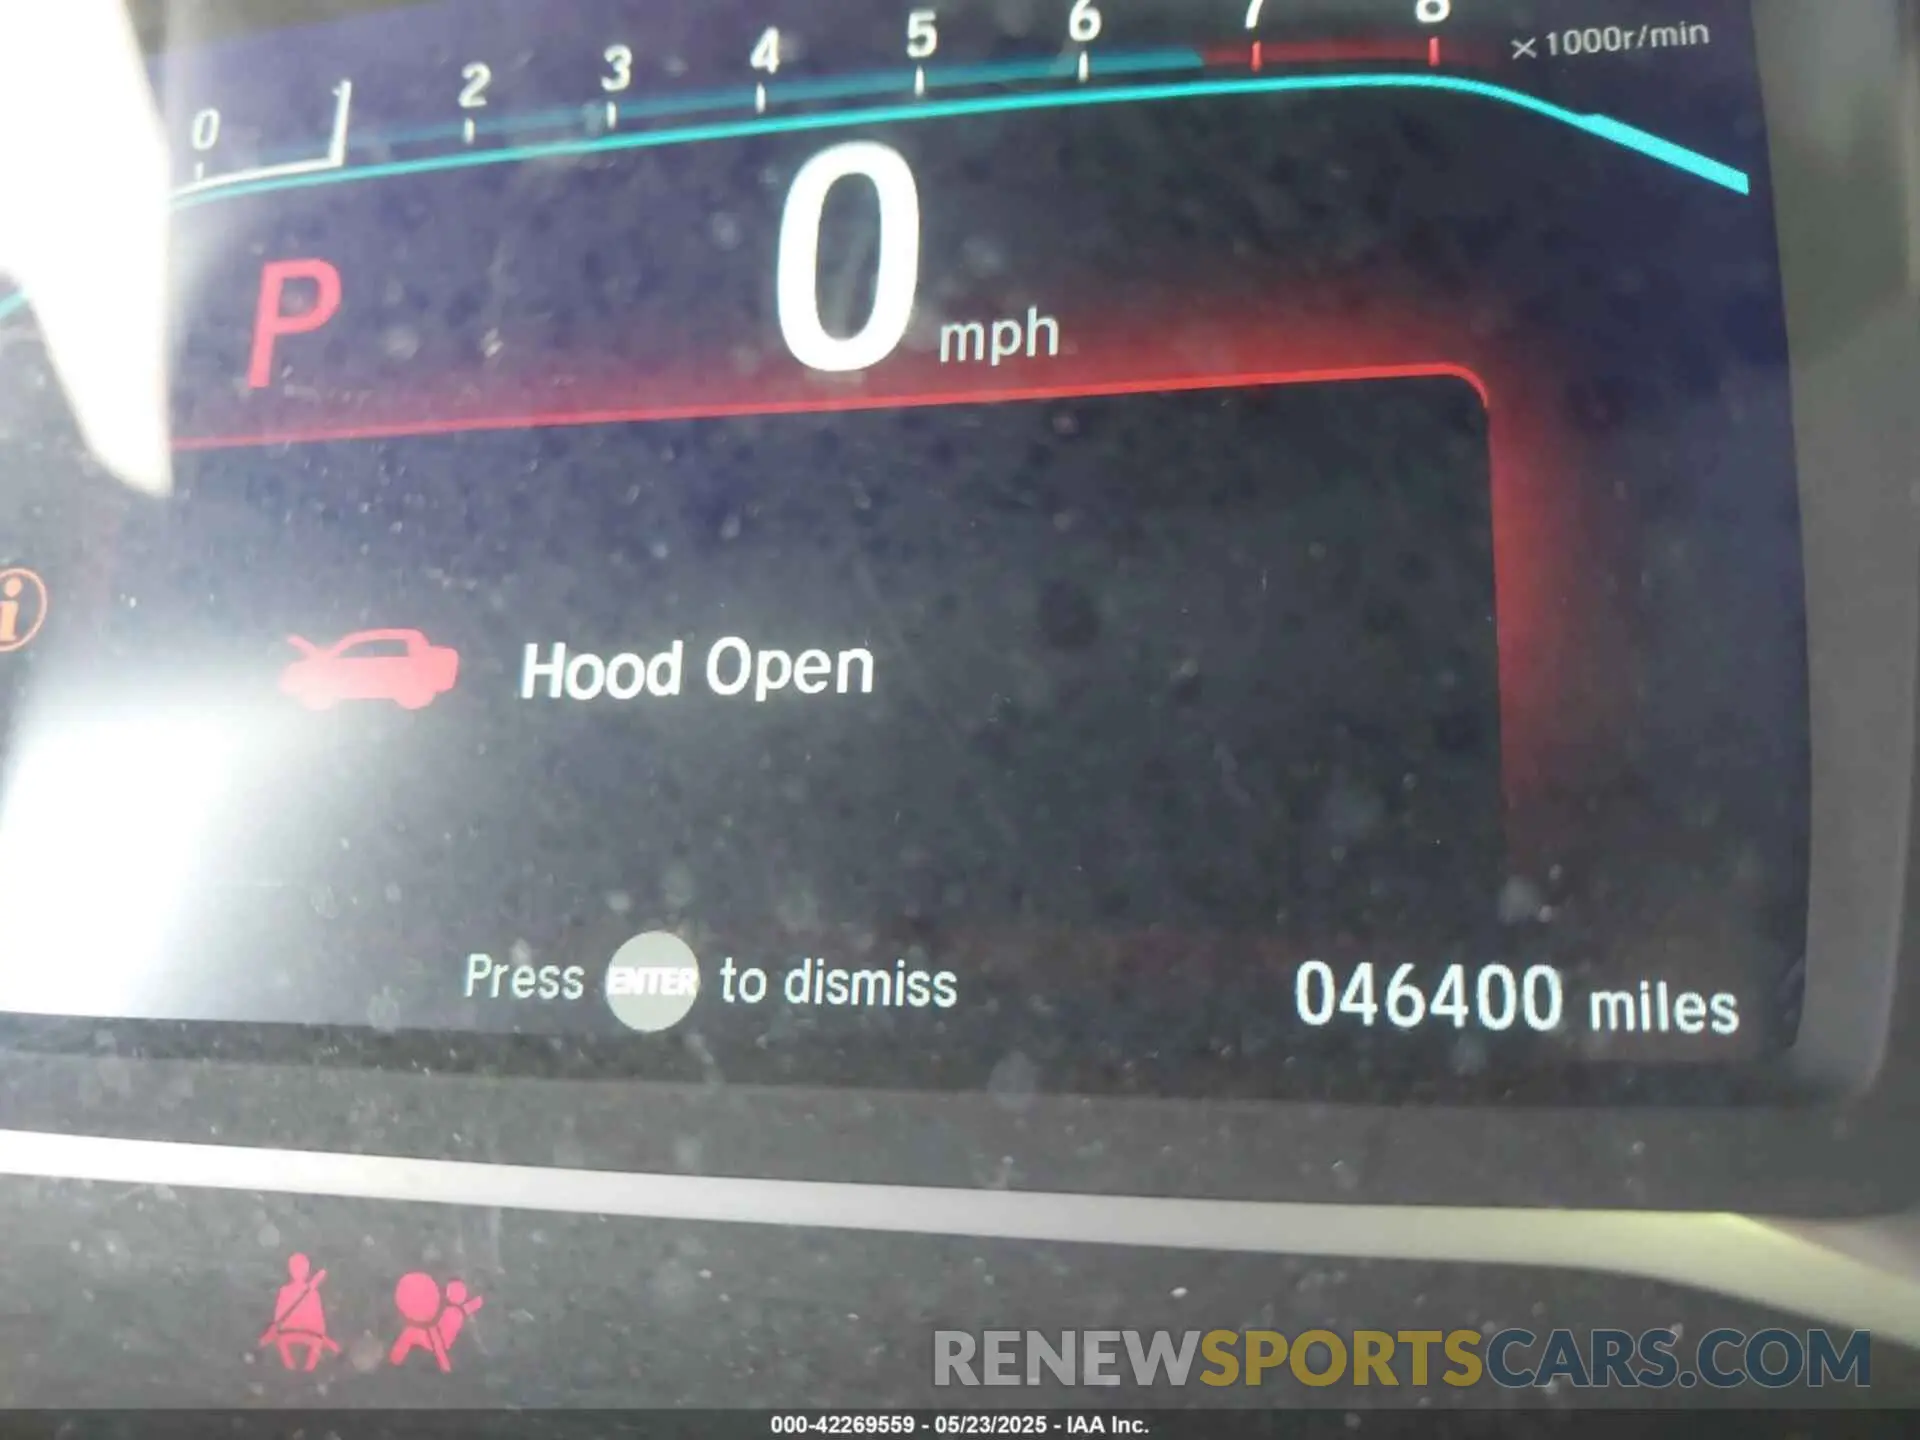 0 1 2 3 4 5 6 7 8 ×1000r/min
P
0 mph
i
Hood Open
Press ENTER to dismiss
046400 miles
RENEWSPORTSCARS.COM
000-42269559 - 05/23/2025 - IAA Inc.